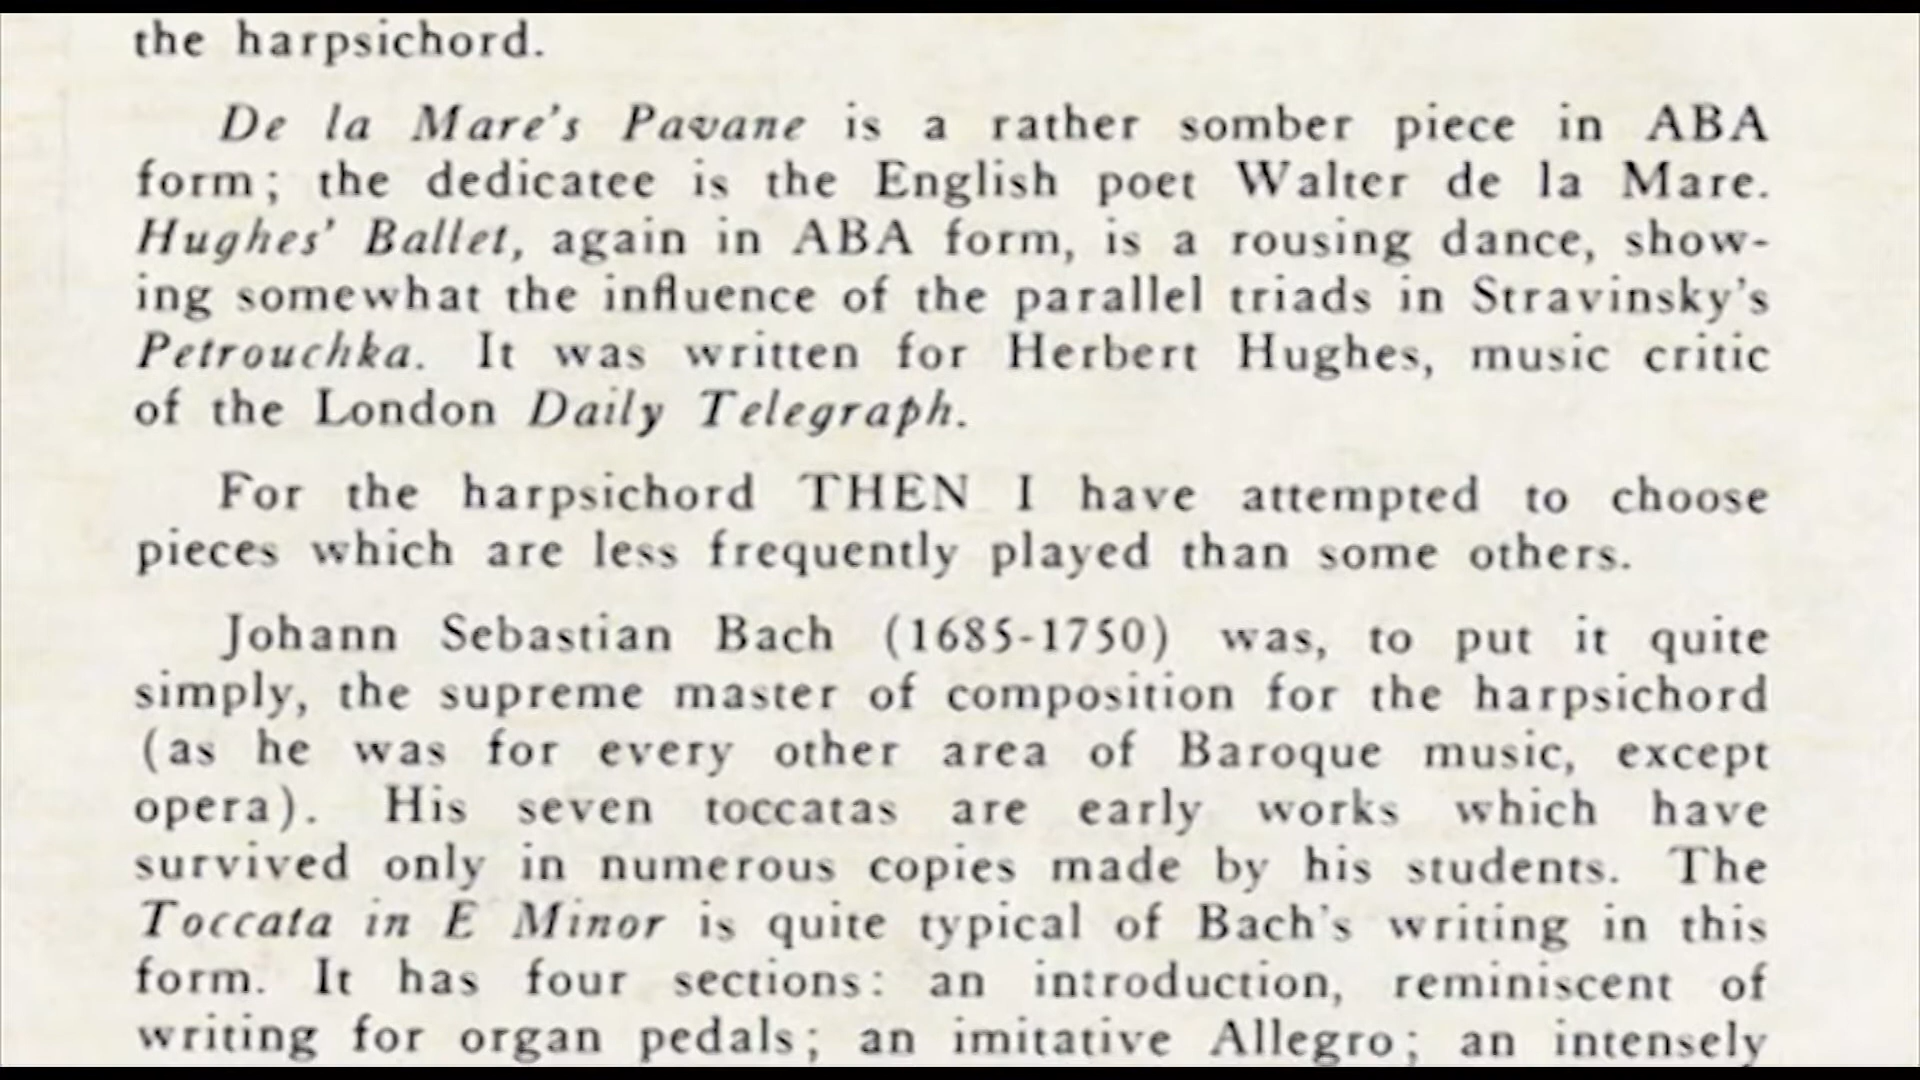 the harpsichord.
De la Mare's Pavane is a rather somber piece in ABA
form; the dedicatee is the English poet Walter de la Mare.
Hughes' Ballet, again in ABA form, is a rousing dance, show-
ing somewhat the influence of the parallel triads in Stravinsky's
Petrouchka. It was written for Herbert Hughes, music critic
of the London Daily Telegraph.
For the harpsichord THEN I have attempted to choose
pieces which are less frequently played than some others.
Johann Sebastian Bach (1685-1750) was, to put it quite
simply, the supreme master of composition for the harpsichord
(as he was for every other area of Baroque music, except
opera). His seven toccatas are early works which have
survived only in numerous copies made by his students. The
Toccata in E Minor is quite typical of Bach's writing in this
form. It has four sections: an introduction, reminiscent of
writing for organ pedals; an imitative Allegro; an intensely